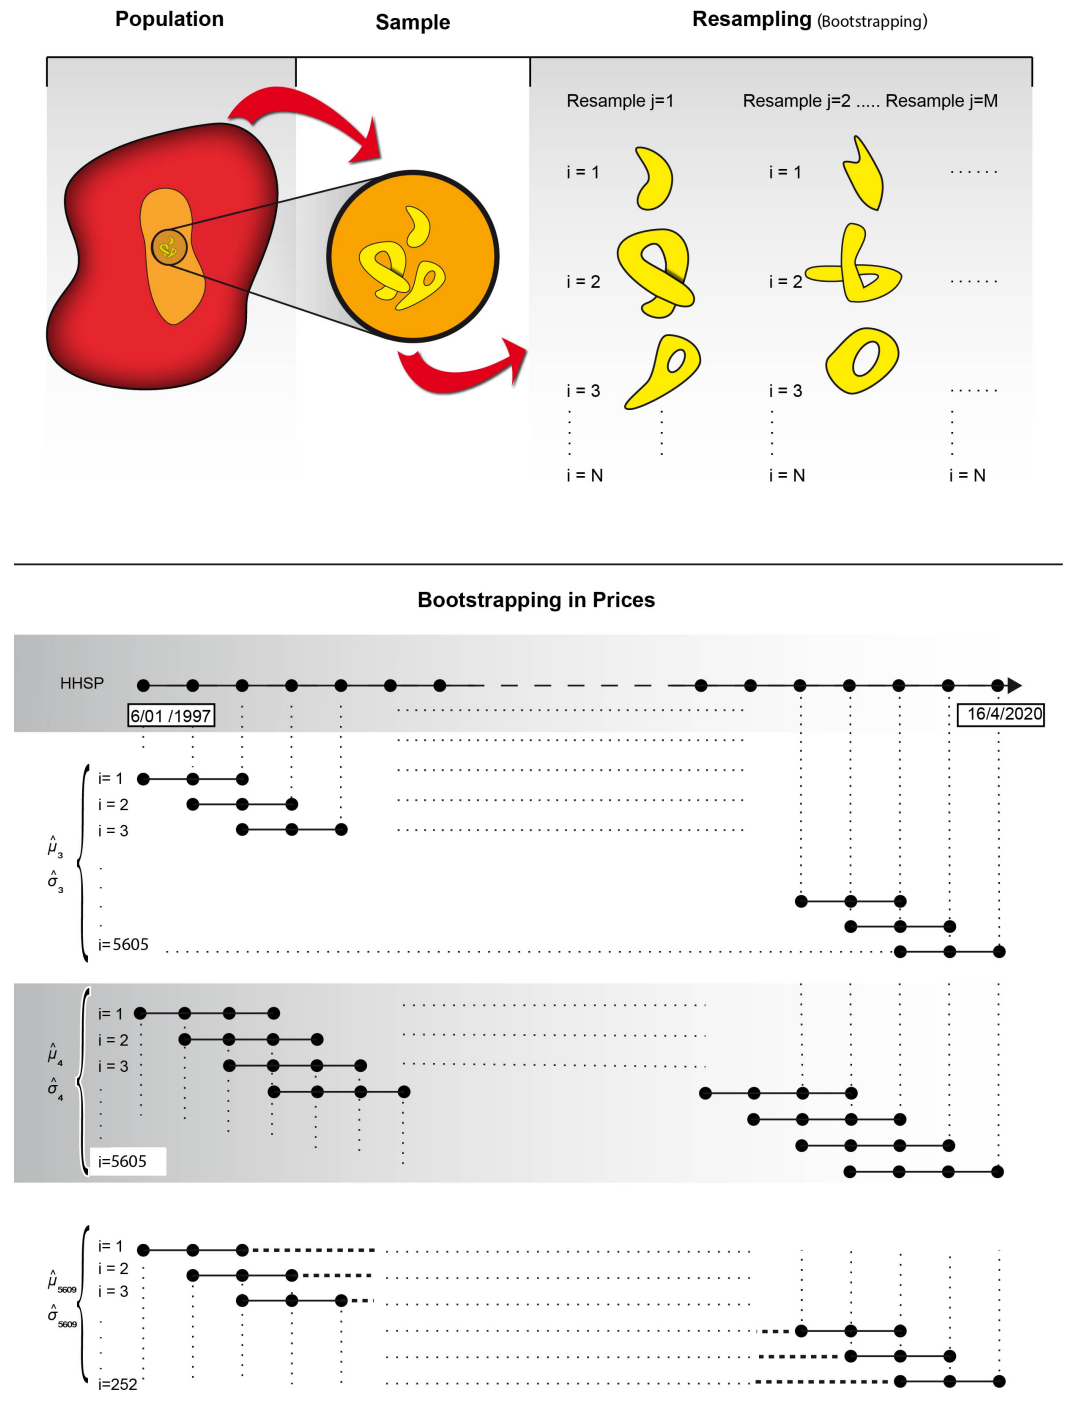 Population
Sample
Resampling (Bootstrapping)
Resample j=1
Resample j=2 ..... Resample j=M
i = 1
i = 1
i = 2
i = 2
i = 3
i = 3
i = N
i = N
i = N
Bootstrapping in Prices
HHSP
6/01 /1997
16/4/2020
i= 1
i = 2
i = 3
μ̂₃
σ̂₃
i=5605
i= 1
i = 2
i = 3
μ̂₄
σ̂₄
i=5605
i= 1
i = 2
i = 3
μ̂₅₆₀₉
σ̂₅₆₀₉
i=252